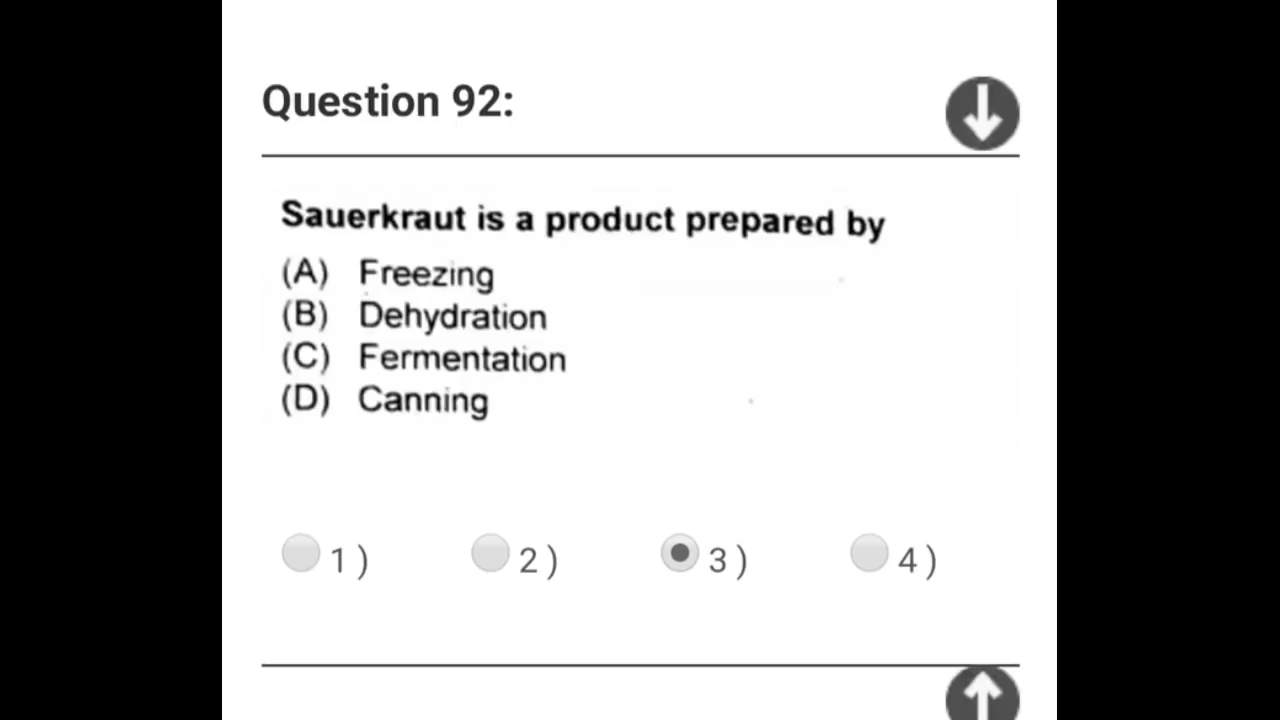 Question 92:
Sauerkraut is a product prepared by
(A) Freezing
(B) Dehydration
(C) Fermentation
(D) Canning
1 ) 2 ) 3 ) 4 )